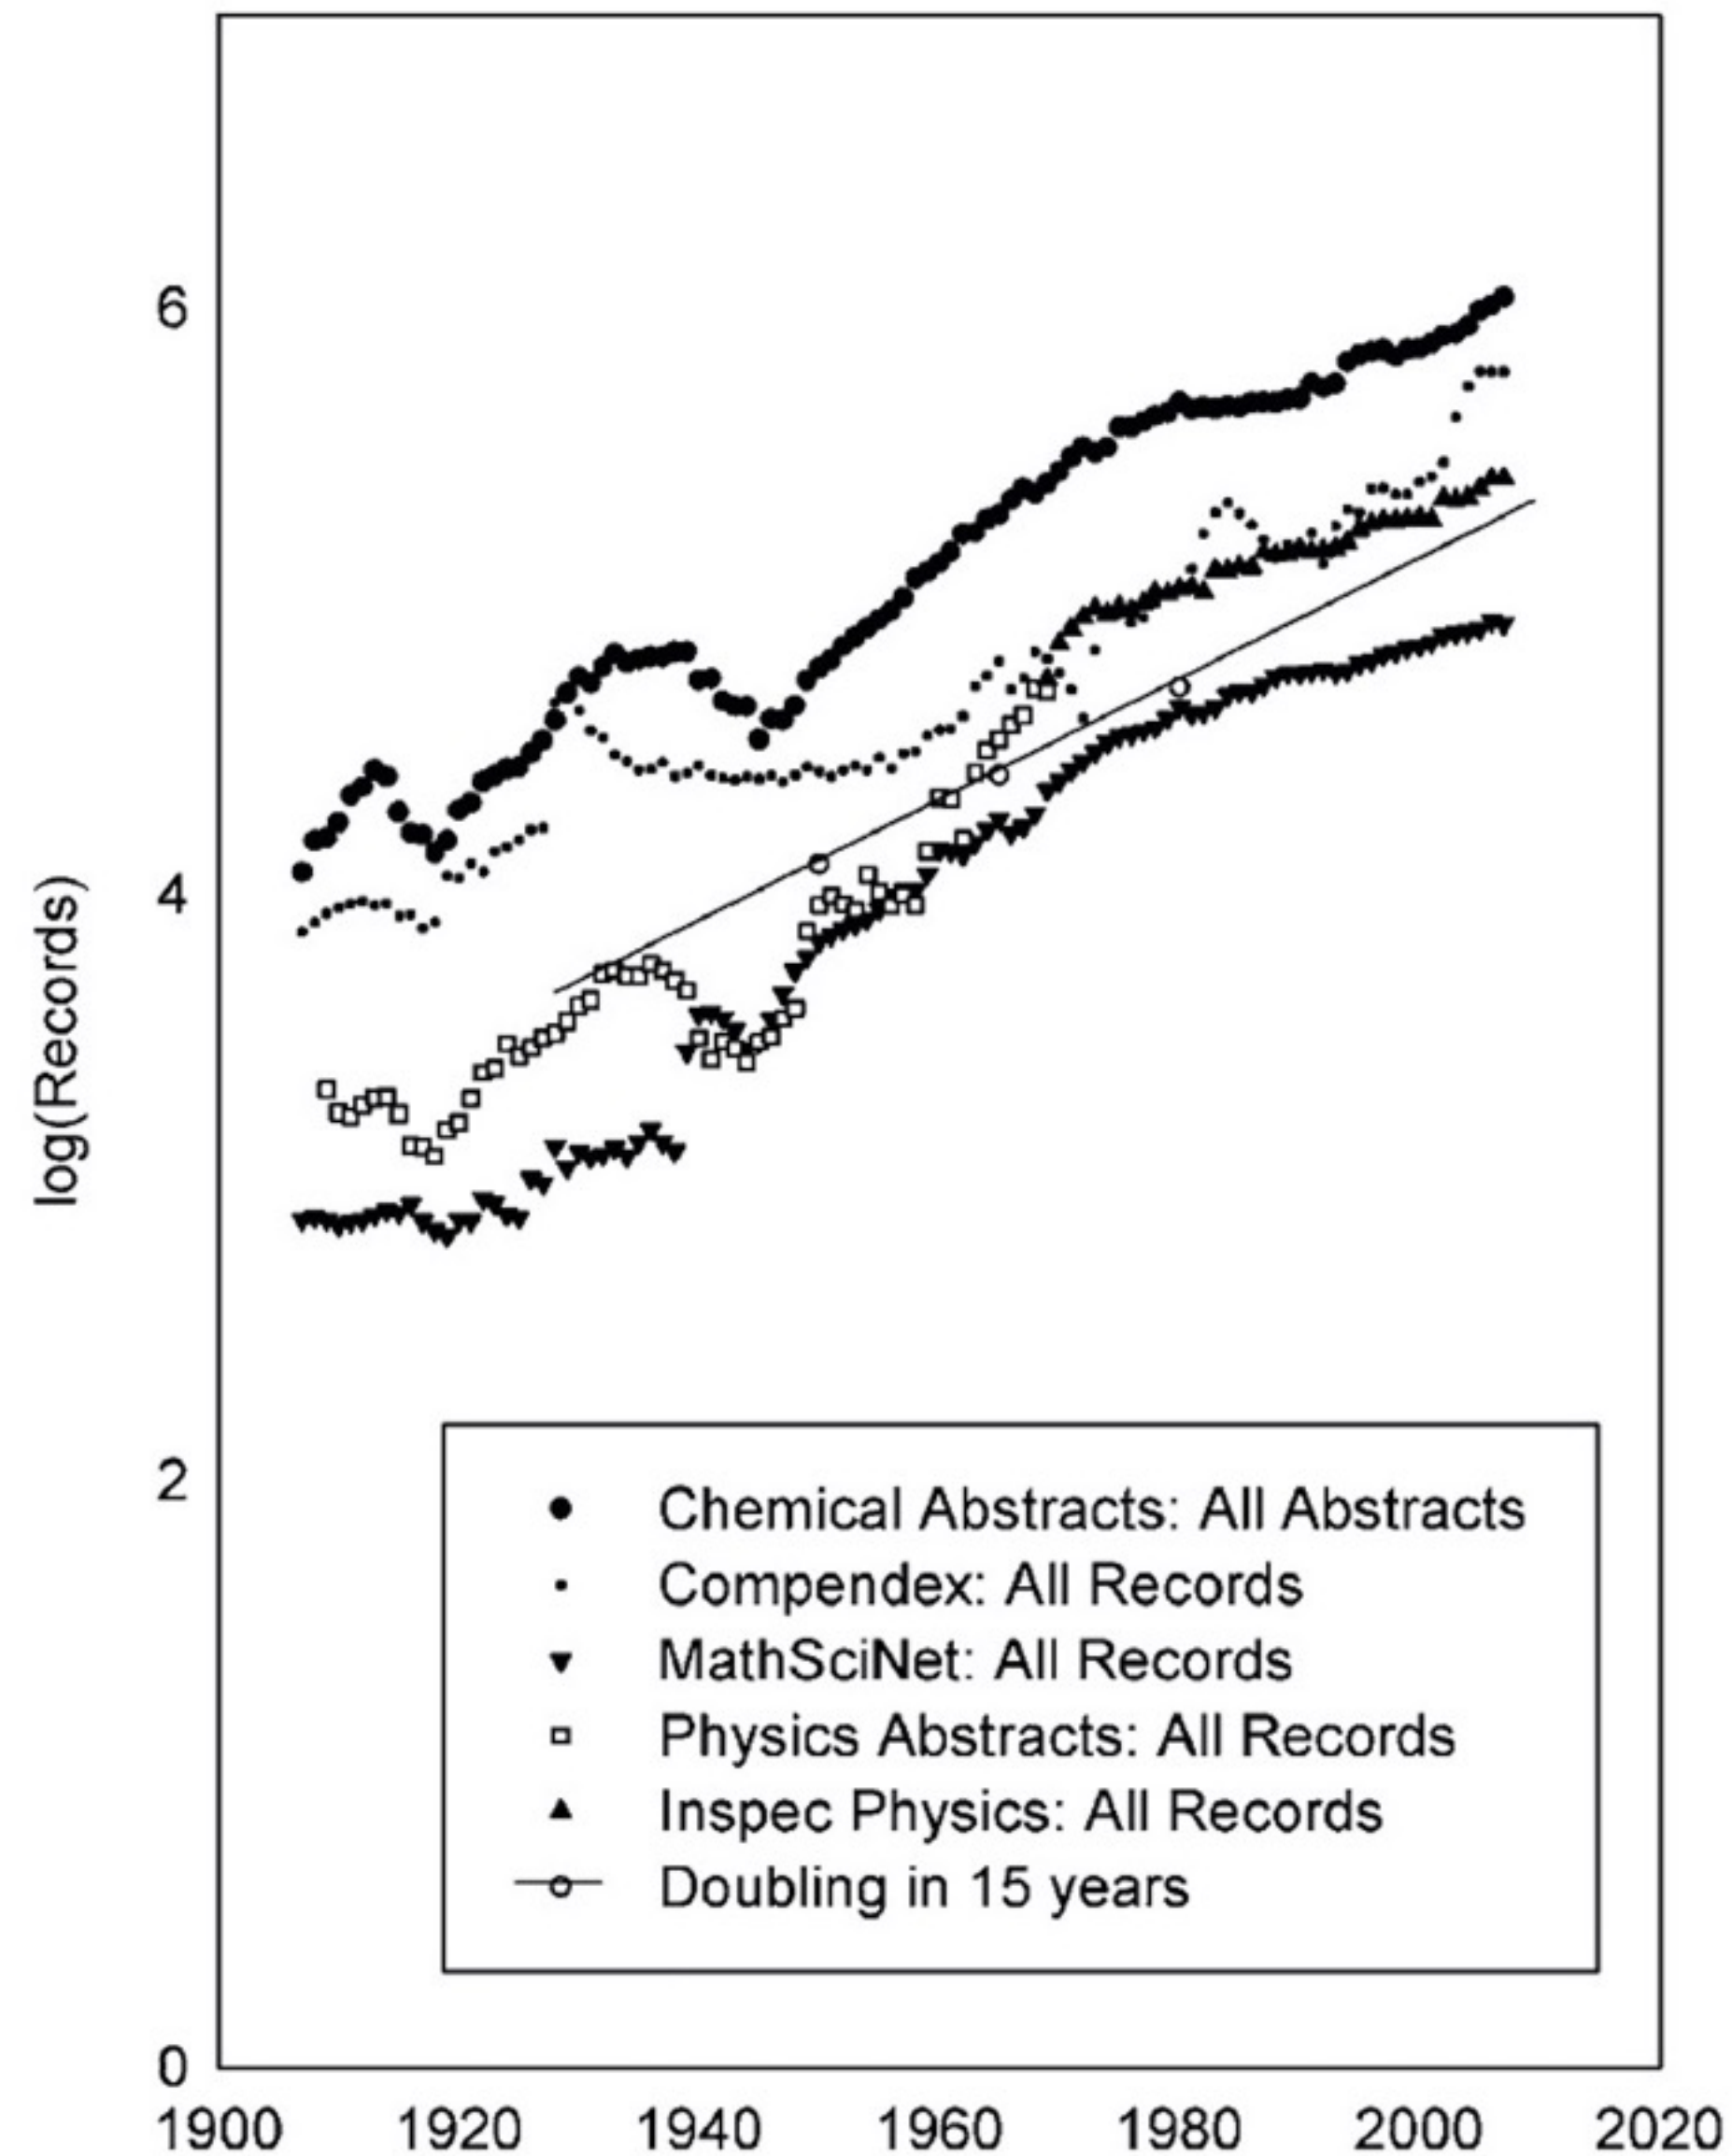 log(Records)
6
4
2
0
Chemical Abstracts: All Abstracts
Compendex: All Records
MathSciNet: All Records
Physics Abstracts: All Records
Inspec Physics: All Records
Doubling in 15 years
1900 1920 1940 1960 1980 2000 2020